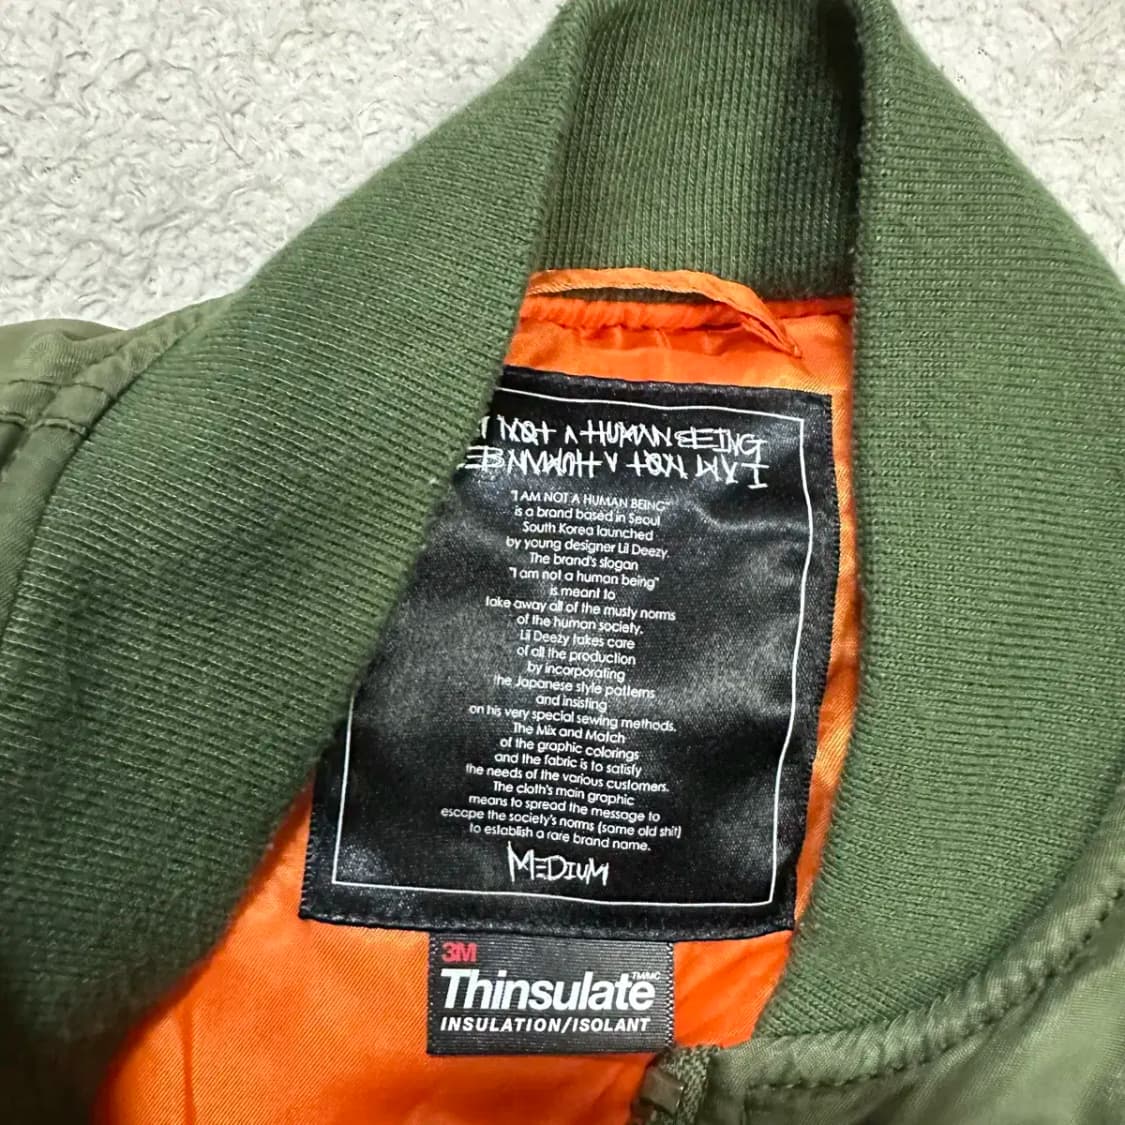 I NOT A HUMAN BEING
I AM NOT A HUMAN BE
"I AM NOT A HUMAN BEING"
is a brand based in Seoul
South Korea launched
by young designer Lil Deezy.
The brand's slogan
"I am not a human being"
is meant to
take away all of the musty norms
of the human society.
Lil Deezy takes care
of all the production
by incorporating
the Japanese style patterns
and insisting
on his very special sewing methods.
The Mix and Match
of the graphic colorings
and the fabric is to satisfy
the needs of the various customers.
The cloth's main graphic
means to spread the message to
escape the society's norms (same old shit)
to establish a rare brand name.
MEDIUM
3M
Thinsulate TM/MC
INSULATION/ISOLANT